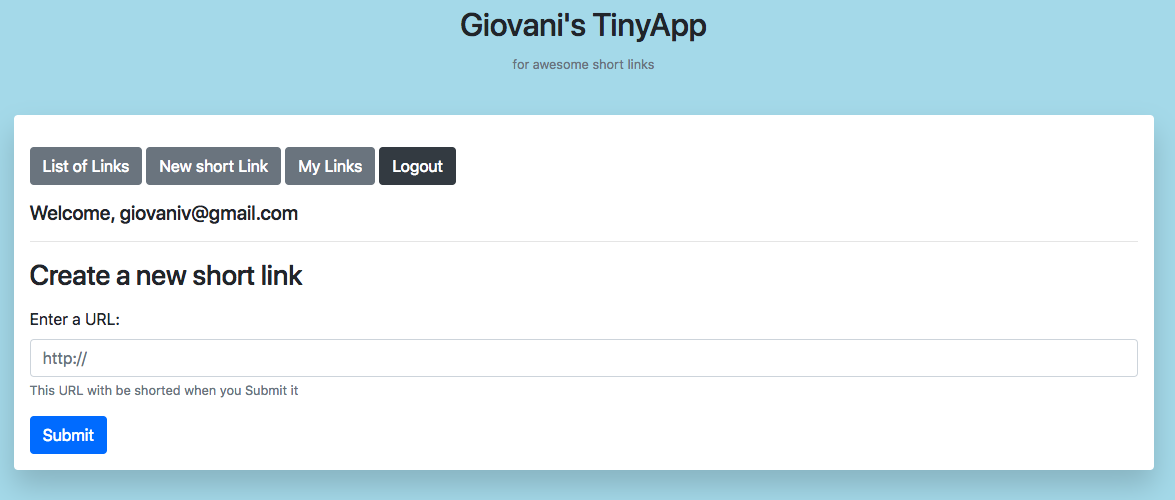 Giovani's TinyApp
for awesome short links
List of Links New short Link My Links Logout
Welcome, giovaniv@gmail.com
Create a new short link
Enter a URL:
http://
This URL with be shorted when you Submit it
Submit